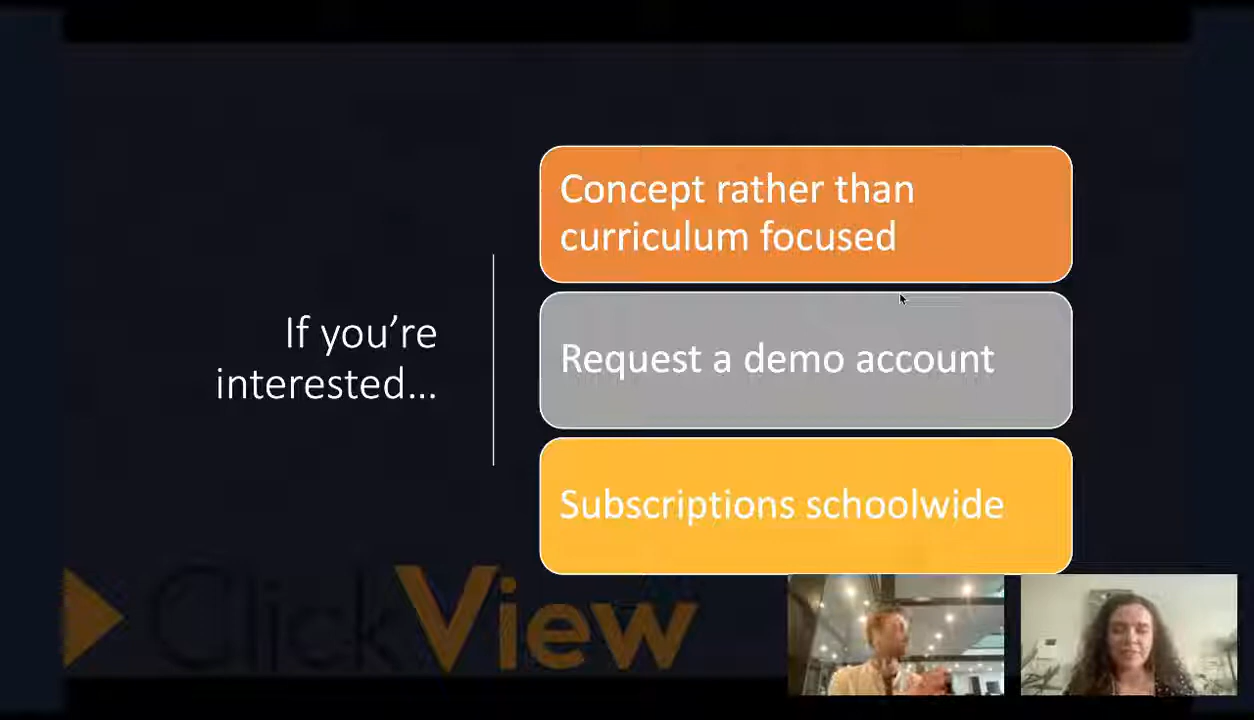 If you're
interested...
Concept rather than
curriculum focused
Request a demo account
Subscriptions schoolwide
ClickView